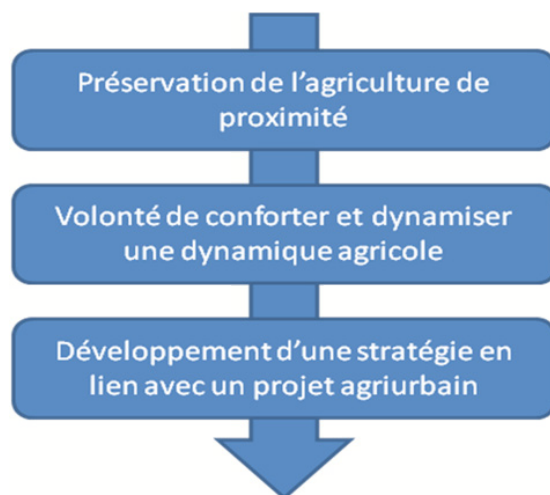 Préservation de l’agriculture de
proximité
Volonté de conforter et dynamiser
une dynamique agricole
Développement d’une stratégie en
lien avec un projet agriurbain